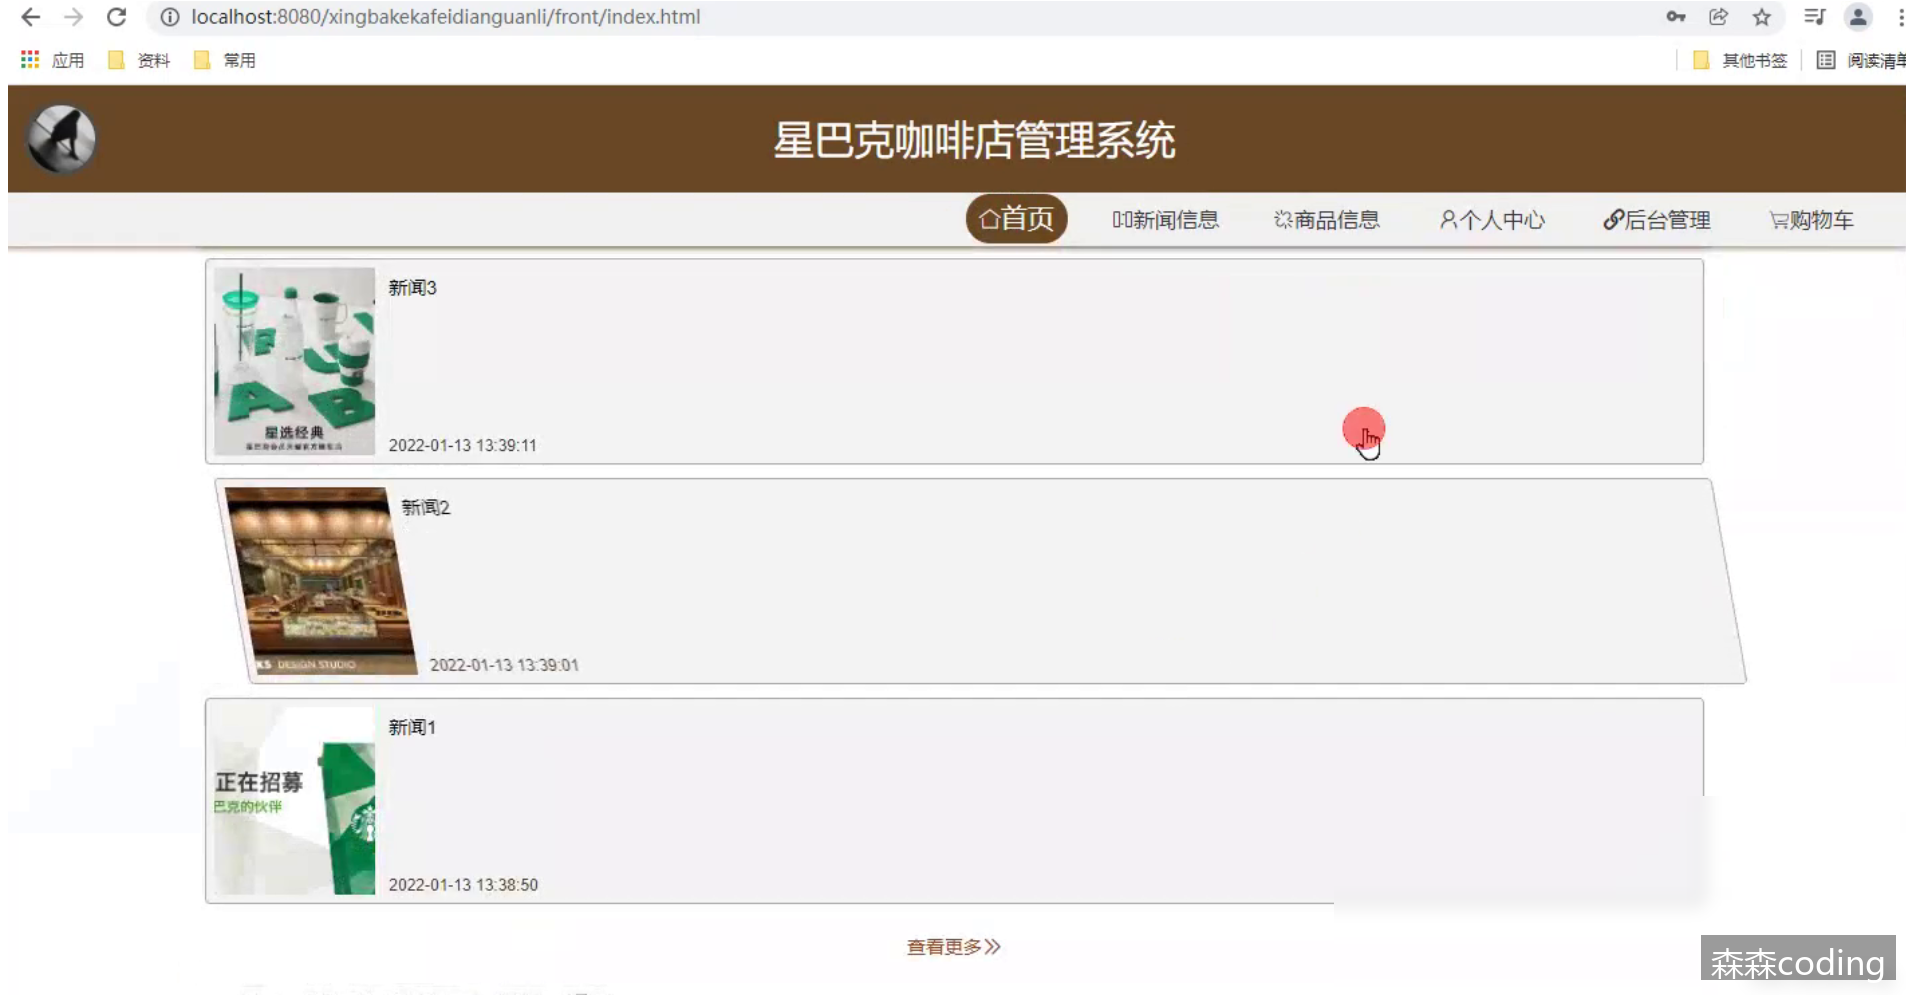 localhost:8080/xingbakekafeidianguanli/front/index.html
应用 资料 常用 其他书签 阅读清单
星巴克咖啡店管理系统
首页 新闻信息 商品信息 个人中心 后台管理 购物车
新闻3
A B
星选经典
2022-01-13 13:39:11
新闻2
KS DESIGN STUDIO
2022-01-13 13:39:01
新闻1
正在招募
巴克的伙伴
2022-01-13 13:38:50
查看更多
森森coding